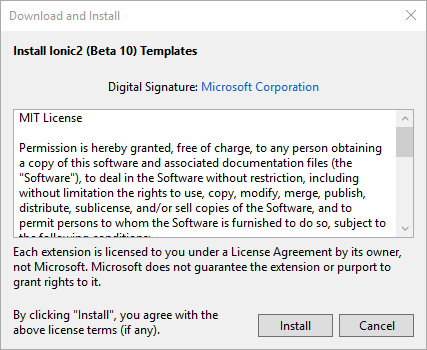 Download and Install
Install Ionic2 (Beta 10) Templates
Digital Signature: Microsoft Corporation
MIT License
Permission is hereby granted, free of charge, to any person obtaining
a copy of this software and associated documentation files (the
"Software"), to deal in the Software without restriction, including
without limitation the rights to use, copy, modify, merge, publish,
distribute, sublicense, and/or sell copies of the Software, and to
permit persons to whom the Software is furnished to do so, subject to
the following conditions:
Each extension is licensed to you under a License Agreement by its owner,
not Microsoft. Microsoft does not guarantee the extension or purport to
grant rights to it.
By clicking "Install", you agree with the
above license terms (if any).
Install
Cancel